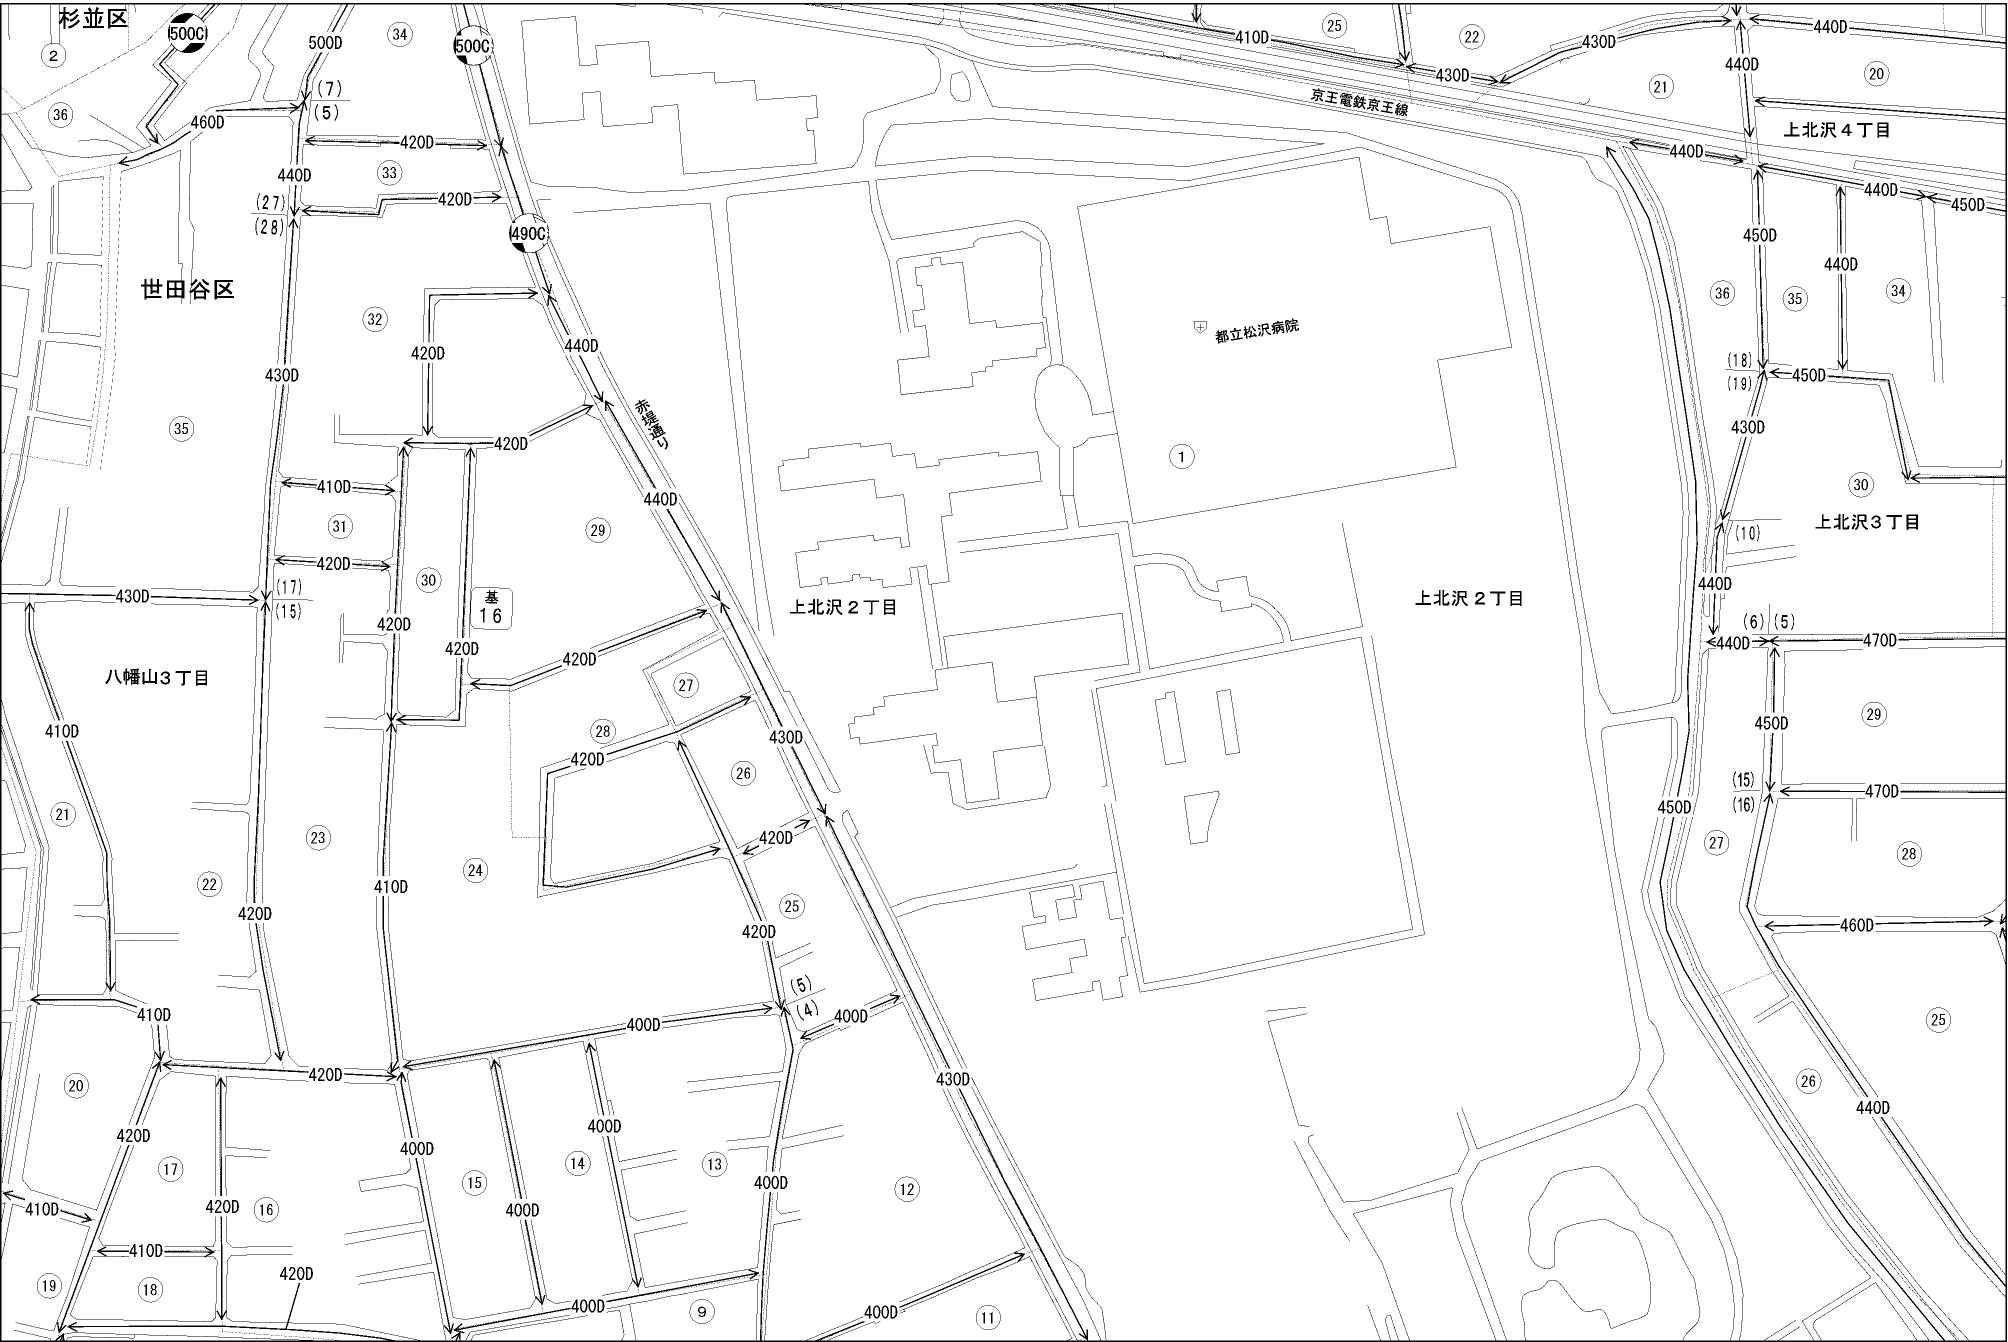 杉並区
500C
2
36
500D
34
500C
(7)
(5)
460D
420D
33
440D
420D
(27)
(28)
490C
世田谷区
32
420D
440D
430D
35
赤堤通り
420D
410D
440D
31
29
420D
30
基
16
(17)
(15)
430D
420D
420D
420D
八幡山3丁目
27
410D
28
430D
420D
26
21
23
420D
24
22
410D
25
420D
420D
(5)
(4)
410D
400D
400D
420D
430D
20
420D
400D
400D
17
15
14
13
12
410D
420D
16
400D
400D
410D
420D
19
18
400D
9
400D
11
410D
25
22
430D
430D
440D
440D
21
20
京王電鉄京王線
上北沢4丁目
440D
440D
450D
450D
440D
36
35
34
都立松沢病院
(18)
(19)
450D
430D
1
30
上北沢3丁目
(10)
440D
上北沢2丁目
上北沢2丁目
(6)
(5)
440D
470D
29
450D
(15)
(16)
470D
450D
27
28
460D
25
26
440D